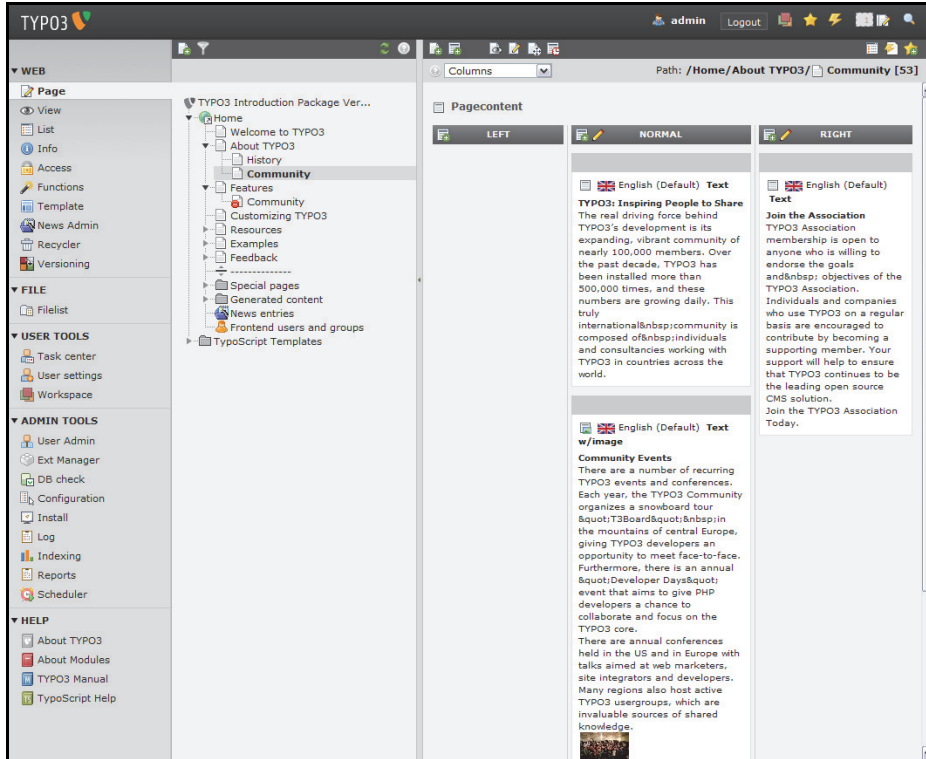 TYPO3
admin Logout
WEB
Page
View
List
Info
Access
Functions
Template
News Admin
Recycler
Versioning
FILE
Filelist
USER TOOLS
Task center
User settings
Workspace
ADMIN TOOLS
User Admin
Ext Manager
DB check
Configuration
Install
Log
Indexing
Reports
Scheduler
HELP
About TYPO3
About Modules
TYPO3 Manual
TypoScript Help
TYPO3 Introduction Package Ver...
Home
Welcome to TYPO3
About TYPO3
History
Community
Features
Community
Customizing TYPO3
Resources
Examples
Feedback
--------------
Special pages
Generated content
News entries
Frontend users and groups
TypoScript Templates
Columns
Path: /Home/About TYPO3/ Community [53]
Pagecontent
LEFT
NORMAL
English (Default) Text
TYPO3: Inspiring People to Share
The real driving force behind
TYPO3's development is its
expanding, vibrant community of
nearly 100,000 members. Over
the past decade, TYPO3 has
been installed more than
500,000 times, and these
numbers are growing daily. This
truly
international&nbsp;community is
composed of&nbsp;individuals
and consultancies working with
TYPO3 in countries across the
world.
English (Default) Text
w/image
Community Events
There are a number of recurring
TYPO3 events and conferences.
Each year, the TYPO3 Community
organizes a snowboard tour
&quot;T3Board&quot;&nbsp;in
the mountains of central Europe,
giving TYPO3 developers an
opportunity to meet face-to-face.
Furthermore, there is an annual
&quot;Developer Days&quot;
event that aims to give PHP
developers a chance to
collaborate and focus on the
TYPO3 core.
There are annual conferences
held in the US and in Europe with
talks aimed at web marketers,
site integrators and developers.
Many regions also host active
TYPO3 usergroups, which are
invaluable sources of shared
knowledge.
RIGHT
English (Default)
Text
Join the Association
TYPO3 Association
membership is open to
anyone who is willing to
endorse the goals
and&nbsp; objectives of the
TYPO3 Association.
Individuals and companies
who use TYPO3 on a regular
basis are encouraged to
contribute by becoming a
supporting member. Your
support will help to ensure
that TYPO3 continues to be
the leading open source
CMS solution.
Join the TYPO3 Association
Today.